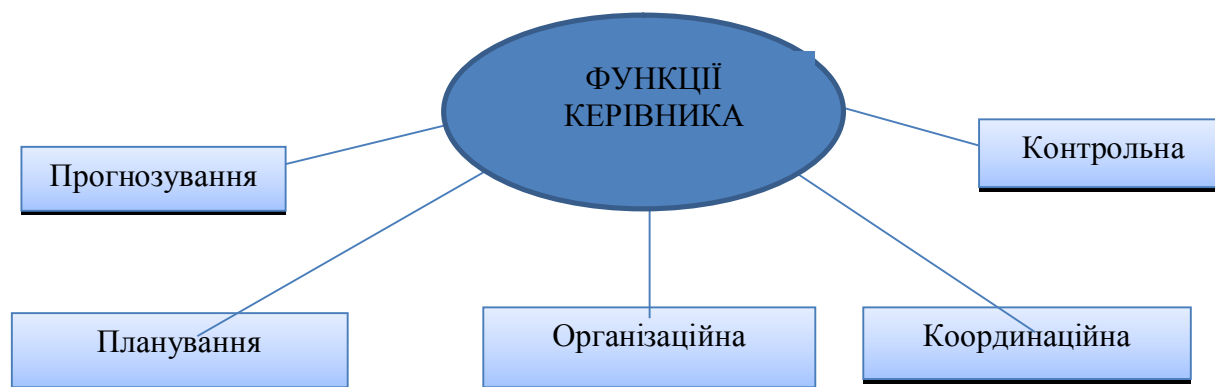 ФУНКЦІЇ
КЕРІВНИКА
Прогнозування
Контрольна
Планування
Організаційна
Координаційна